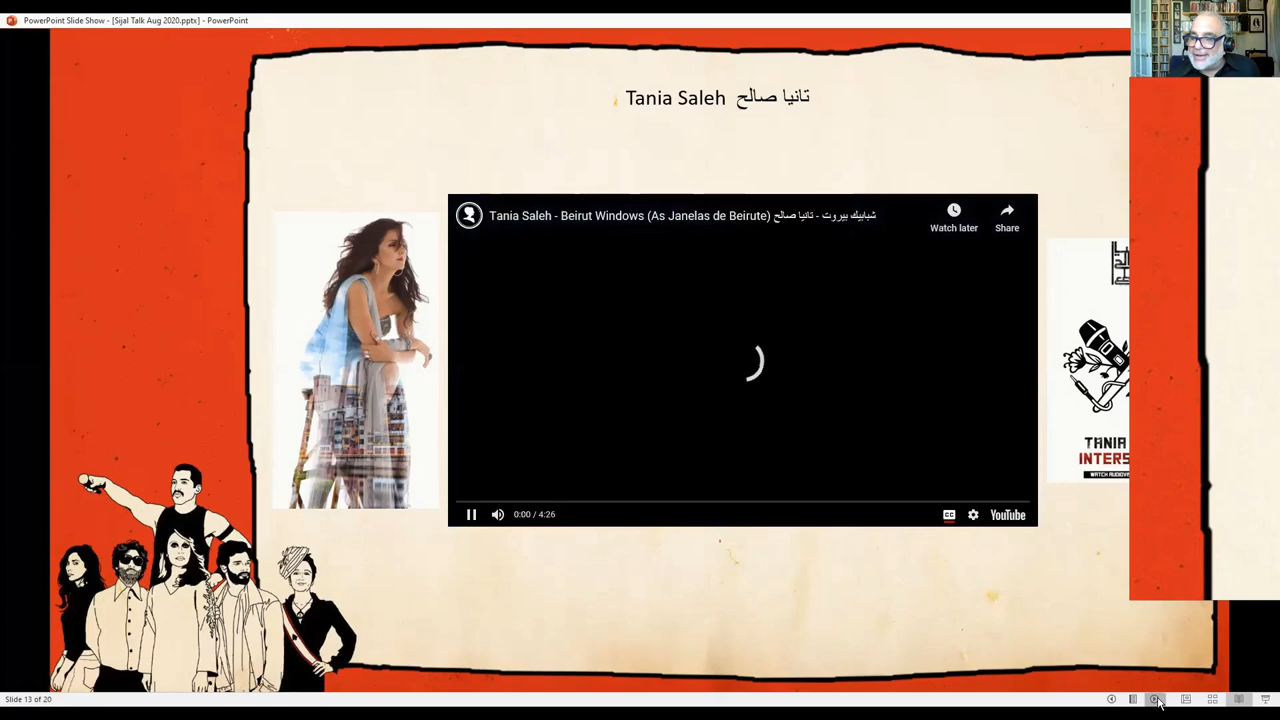 PowerPoint Slide Show - [Sijal Talk Aug 2020.pptx] - PowerPoint
Tania Saleh تانيا صالح
Tania Saleh - Beirut Windows (As Janelas de Beirute) شبابيك بيروت - تانيا صالح
Watch later
Share
TANIA
INTERS
0:00 / 4:26
CC
YouTube
Slide 13 of 20